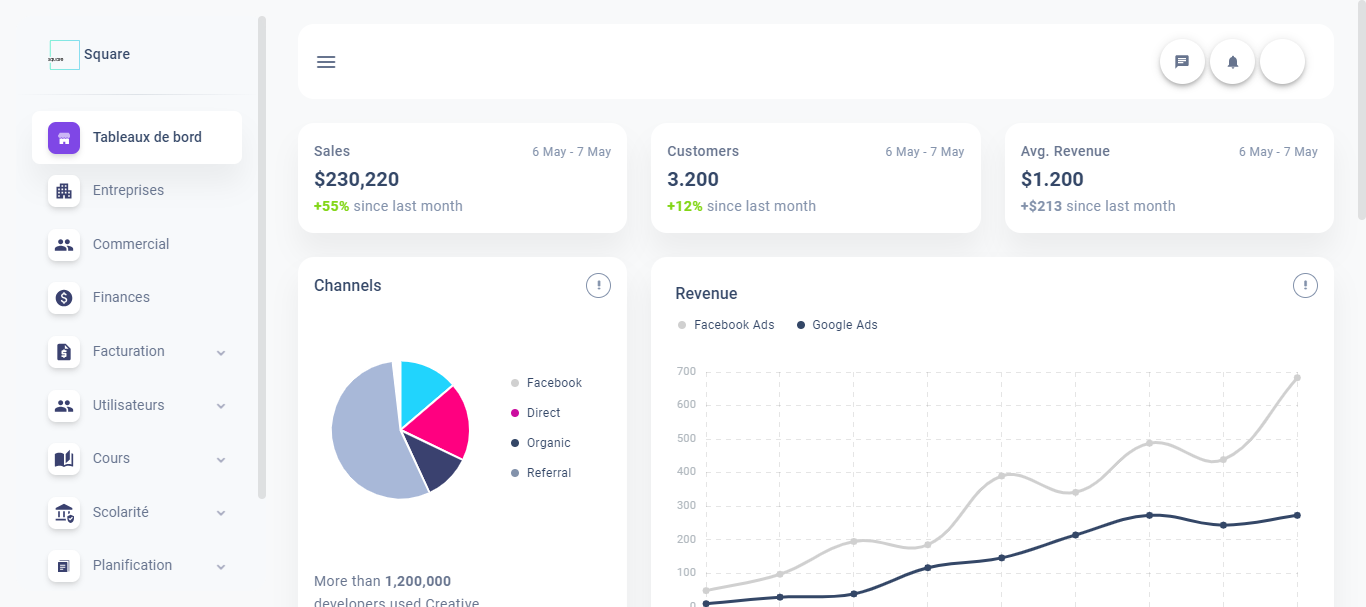 SQUARE
Square
Tableaux de bord
Entreprises
Commercial
Finances
Facturation
Utilisateurs
Cours
Scolarité
Planification
Sales
6 May - 7 May
$230,220
+55% since last month
Customers
6 May - 7 May
3.200
+12% since last month
Avg. Revenue
6 May - 7 May
$1.200
+$213 since last month
Channels
Facebook
Direct
Organic
Referral
More than 1,200,000
developers used Creative
Revenue
Facebook Ads
Google Ads
700
600
500
400
300
200
100
0